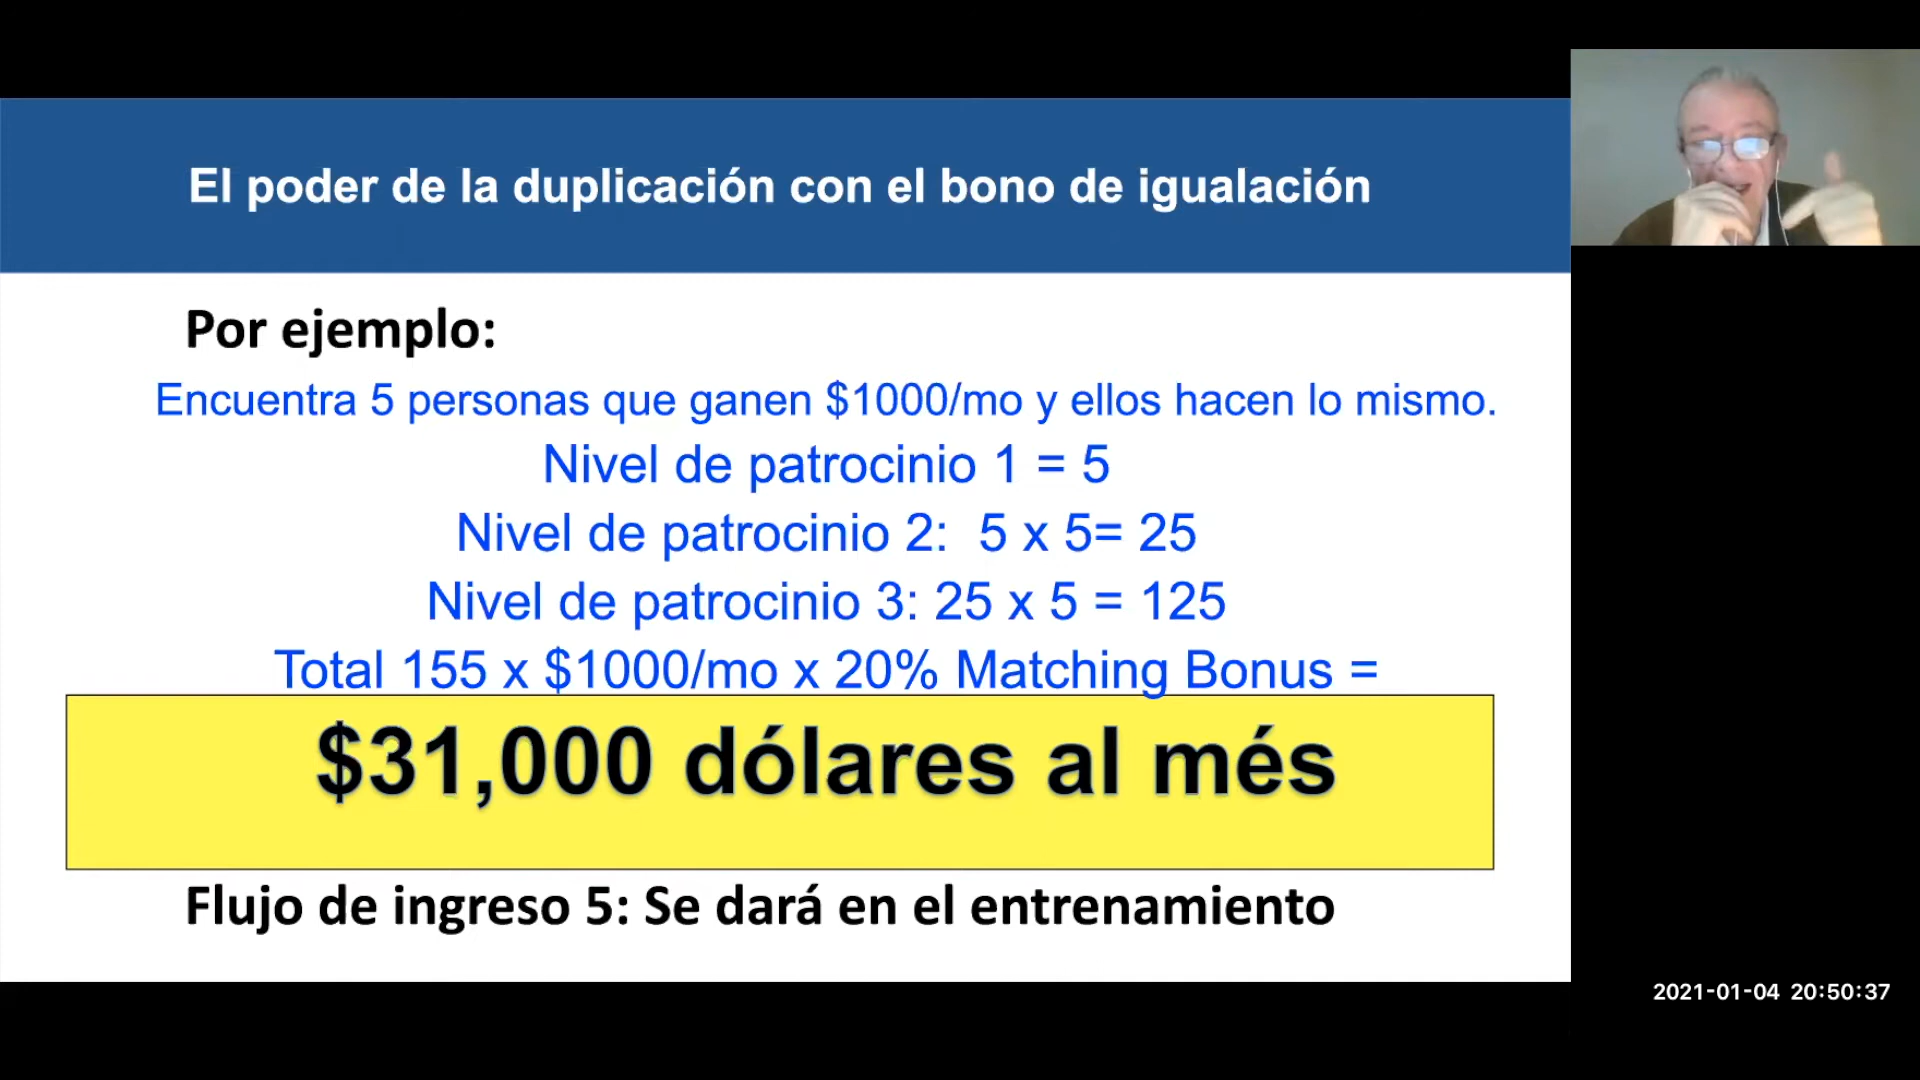 El poder de la duplicación con el bono de igualación
Por ejemplo:
Encuentra 5 personas que ganen $1000/mo y ellos hacen lo mismo.
Nivel de patrocinio 1 = 5
Nivel de patrocinio 2:  5 x 5= 25
Nivel de patrocinio 3: 25 x 5 = 125
Total 155 x $1000/mo x 20% Matching Bonus =
$31,000 dólares al més
Flujo de ingreso 5: Se dará en el entrenamiento
2021-01-04 20:50:37